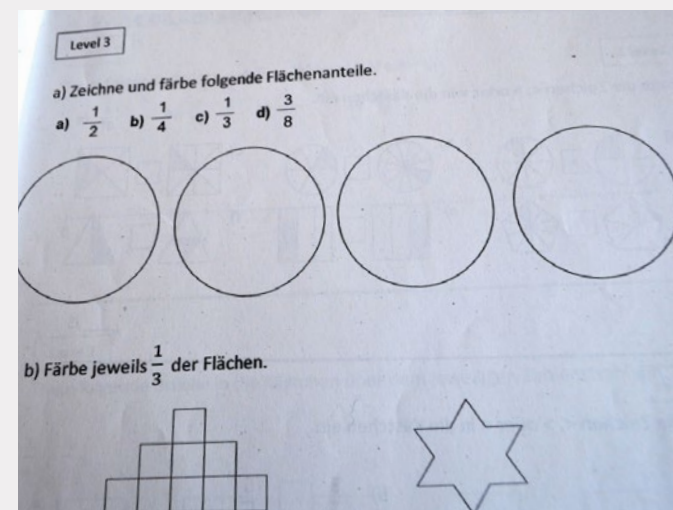 Level 3
a) Zeichne und färbe folgende Flächenanteile.
a) 1/2 b) 1/4 c) 1/3 d) 3/8
b) Färbe jeweils 1/3 der Flächen.